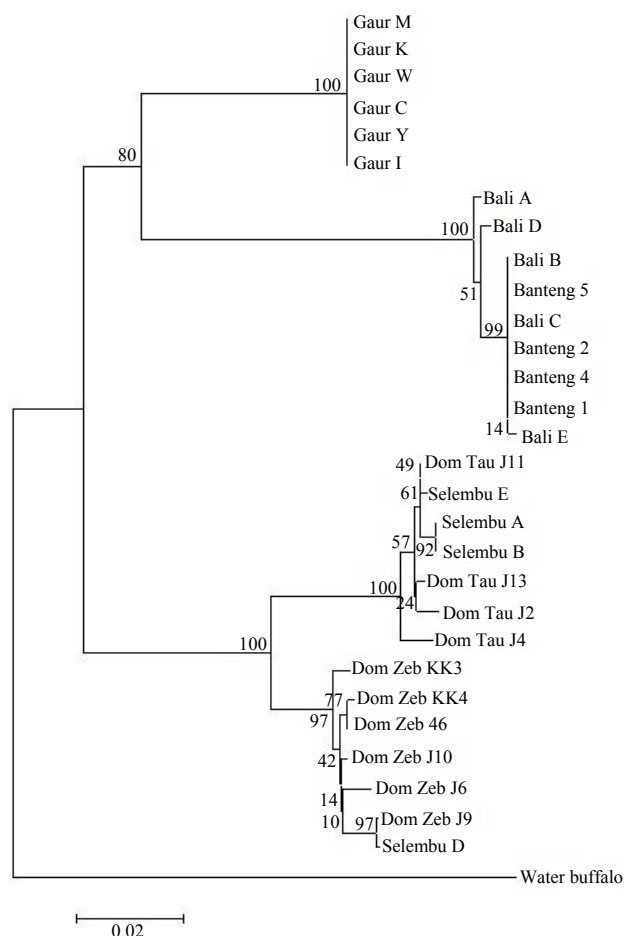 Gaur M
Gaur K
Gaur W
100
Gaur C
Gaur Y
80
Gaur I
Bali A
100
Bali D
Bali B
51
Banteng 5
Bali C
99
Banteng 2
Banteng 4
Banteng 1
14
Bali E
49
Dom Tau J11
61
Selembu E
Selembu A
57
92
Selembu B
100
Dom Tau J13
24
Dom Tau J2
100
Dom Tau J4
Dom Zeb KK3
77
Dom Zeb KK4
97
Dom Zeb 46
42
Dom Zeb J10
Dom Zeb J6
14
10
97
Dom Zeb J9
Selembu D
Water buffalo
0.02